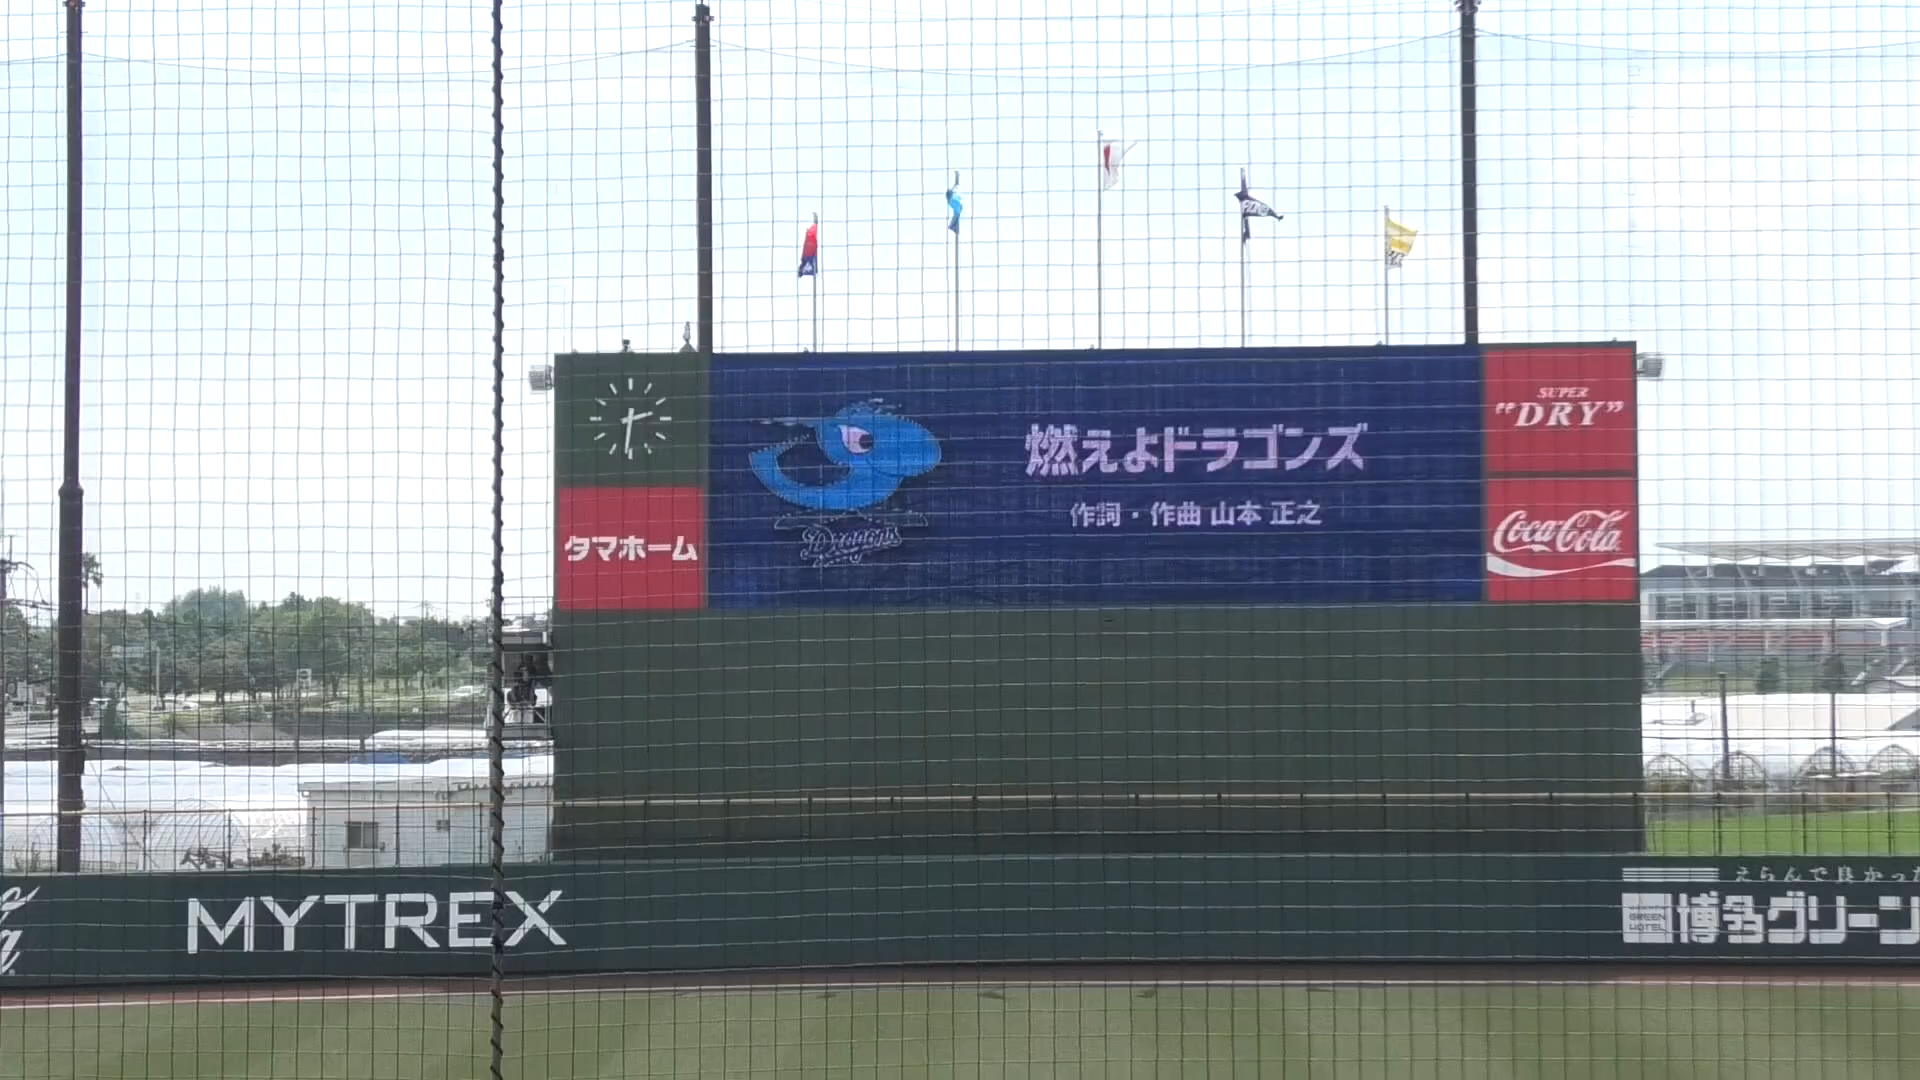 燃えよドラゴンズ
作詞・作曲 山本 正之
Dragons
タマホーム
SUPER
"DRY"
Coca-Cola
MYTREX
えらんで良かった
GREEN
HOTEL
博多グリーン